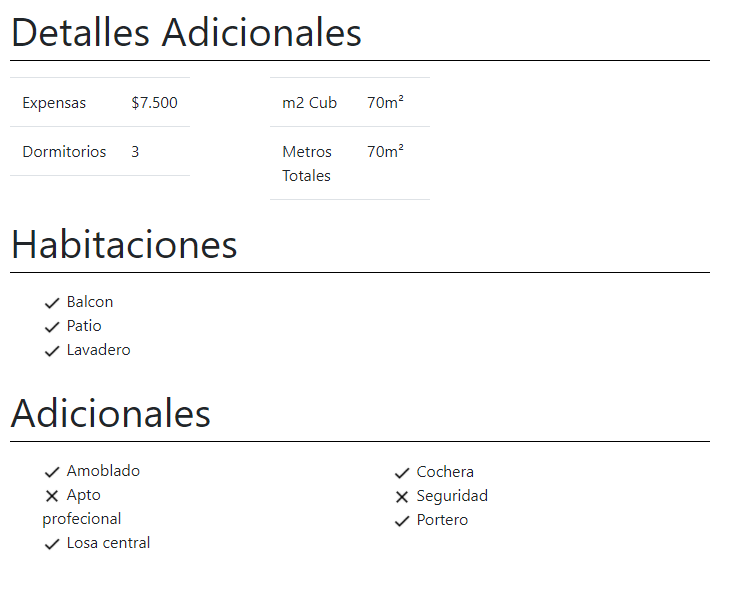 Detalles Adicionales
Expensas $7.500
Dormitorios 3
m2 Cub 70m²
Metros 70m²
Totales
Habitaciones
Balcon
Patio
Lavadero
Adicionales
Amoblado
Apto
profecional
Losa central
Cochera
Seguridad
Portero